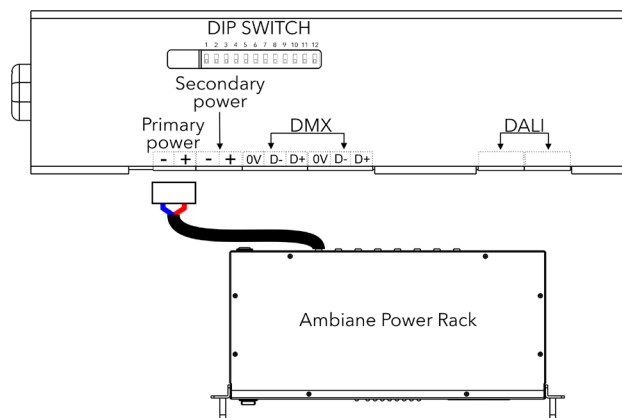 DIP SWITCH
1 2 3 4 5 6 7 8 9 10 11 12
Secondary
power
Primary
power
DMX
DALI
- + - + 0V D- D+ 0V D- D+
Ambiane Power Rack